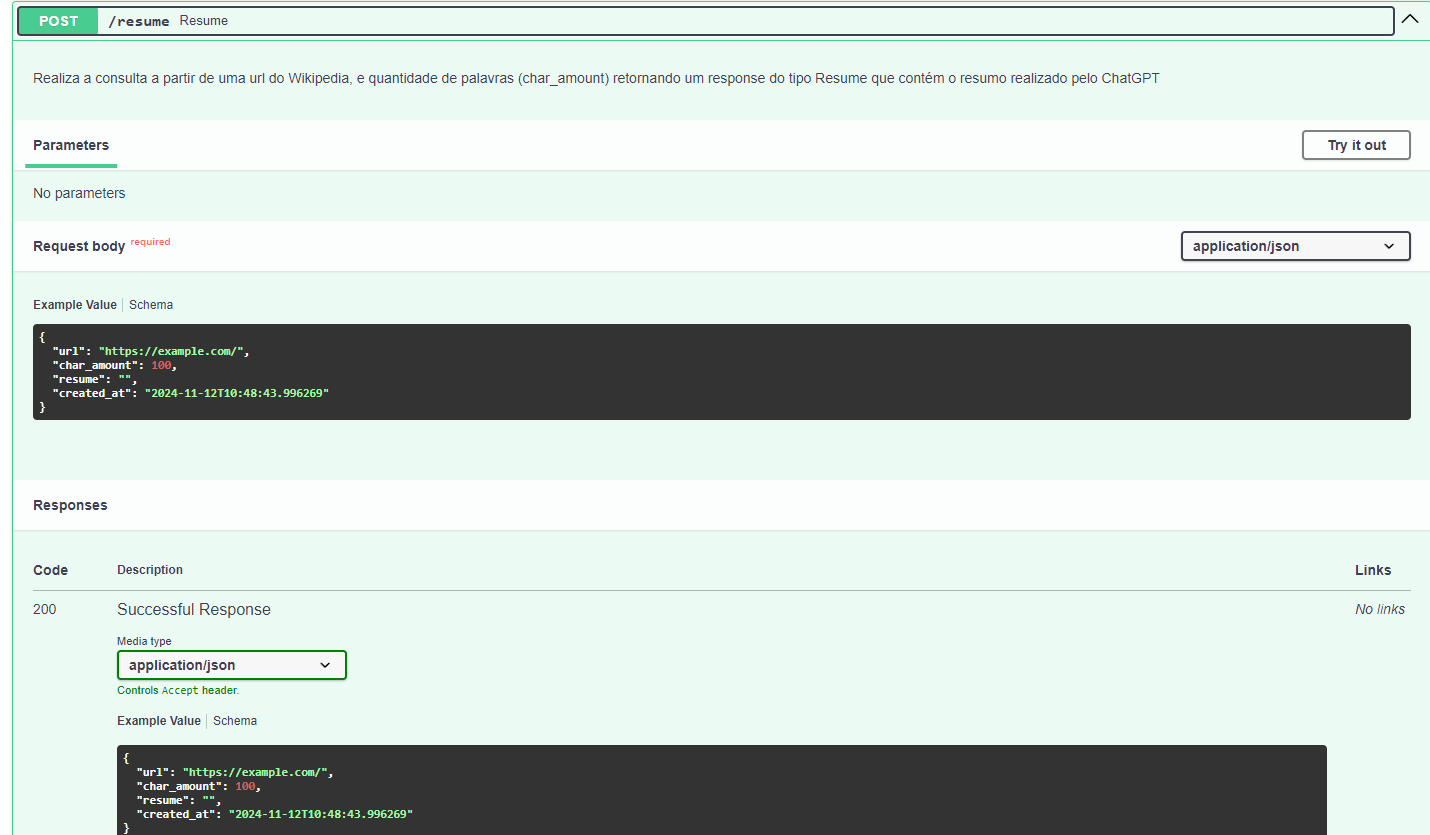 POST /resume Resume
Realiza a consulta a partir de uma url do Wikipedia, e quantidade de palavras (char_amount) retornando um response do tipo Resume que contém o resumo realizado pelo ChatGPT
Parameters
Try it out
No parameters
Request body required
application/json
Example Value Schema
{
  "url": "https://example.com/",
  "char_amount": 100,
  "resume": "",
  "created_at": "2024-11-12T10:48:43.996269"
}
Responses
Code Description Links
200 Successful Response No links
Media type
application/json
Controls Accept header.
Example Value Schema
{
  "url": "https://example.com/",
  "char_amount": 100,
  "resume": "",
  "created_at": "2024-11-12T10:48:43.996269"
}